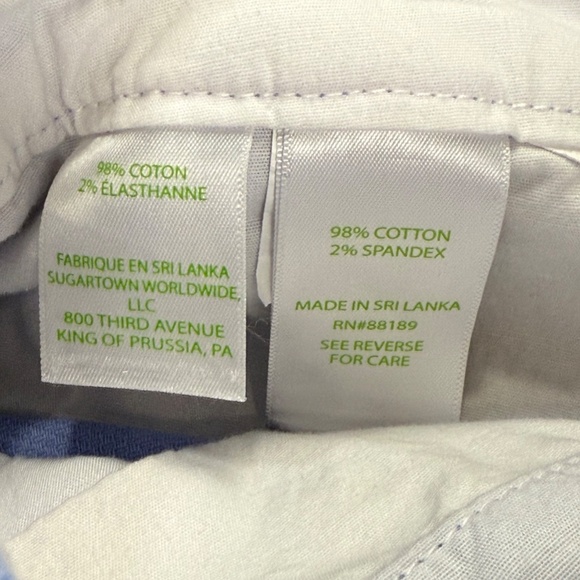 98% COTON
2% ÉLASTHANNE
FABRIQUE EN SRI LANKA
SUGARTOWN WORLDWIDE,
LLC
800 THIRD AVENUE
KING OF PRUSSIA, PA
98% COTTON
2% SPANDEX
MADE IN SRI LANKA
RN#88189
SEE REVERSE
FOR CARE